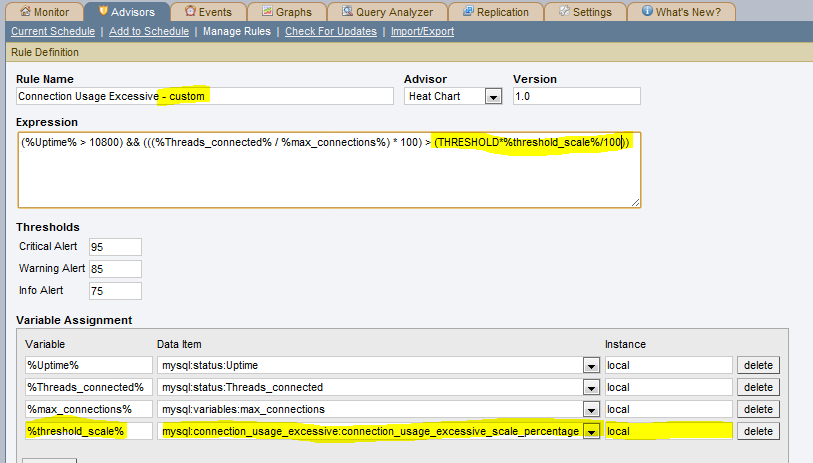 Monitor Advisors Events Graphs Query Analyzer Replication Settings What's New?
Current Schedule | Add to Schedule | Manage Rules | Check For Updates | Import/Export
Rule Definition
Rule Name Advisor Version
Connection Usage Excessive - custom Heat Chart 1.0
Expression
(%Uptime% > 10800) && (((%Threads_connected% / %max_connections%) * 100) > (THRESHOLD*%threshold_scale%/100))
Thresholds
Critical Alert 95
Warning Alert 85
Info Alert 75
Variable Assignment
Variable Data Item Instance
%Uptime% mysql:status:Uptime local delete
%Threads_connected% mysql:status:Threads_connected local delete
%max_connections% mysql:variables:max_connections local delete
%threshold_scale% mysql:connection_usage_excessive:connection_usage_excessive_scale_percentage local delete